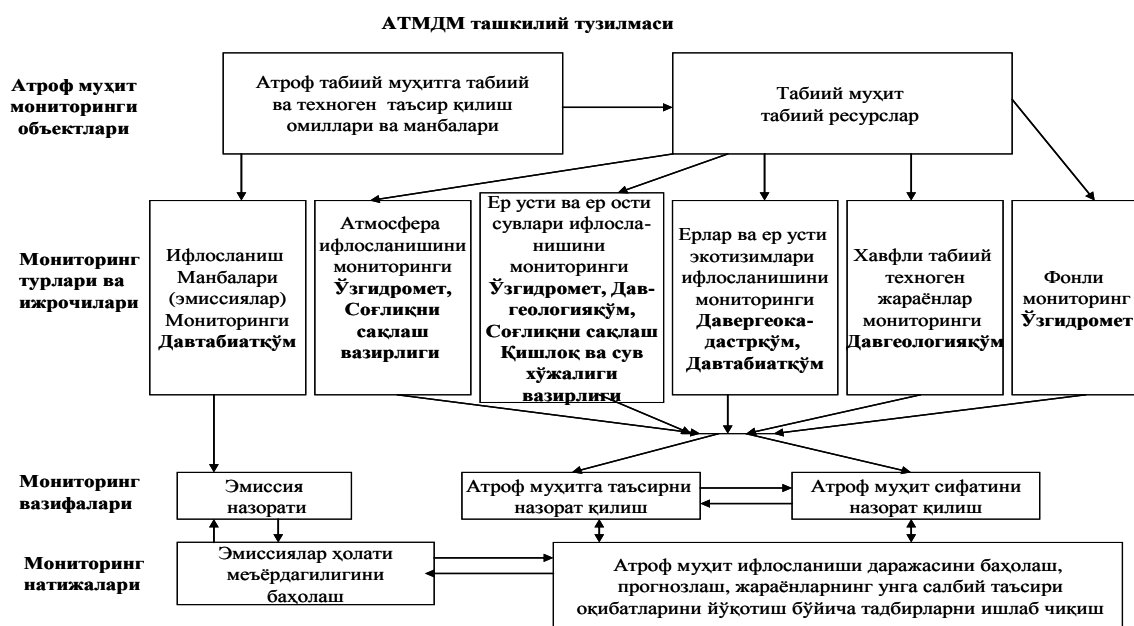 АТМДМ ташкилий тузилмаси
Атроф муҳит
мониторинги
объектлари
Атроф табиий муҳитга табиий
ва техноген таъсир қилиш
омиллари ва манбалари
Табиий муҳит
табиий ресурслар
Мониторинг
турлари ва
ижрочилари
Ифлосланиш
Манбалари
(эмиссиялар)
Мониторинги
Давтабиатқўм
Атмосфера
ифлосланишини
мониторинги
Ўзгидромет,
Соғлиқни
сақлаш
вазирлиги
Ер усти ва ер ости
сувлари ифлосла-
нишини
мониторинги
Ўзгидромет, Дав-
геологияқўм,
Соғлиқни сақлаш
Қишлоқ ва сув
хўжалиги
вазирлиги
Ерлар ва ер усти
экотизимлари
ифлосланишини
мониторинги
Давергеока-
дастрқўм,
Давтабиатқўм
Хавфли табиий
техноген
жараёнлар
мониторинги
Давгеологияқўм
Фонли
мониторинг
Ўзгидромет
Мониторинг
вазифалари
Эмиссия
назорати
Атроф муҳитга таъсирни
назорат қилиш
Атроф муҳит сифатини
назорат қилиш
Мониторинг
натижалари
Эмиссиялар ҳолати
меъёрдагилигини
баҳолаш
Атроф муҳит ифлосланиши даражасини баҳолаш,
прогнозлаш, жараёнларнинг унга салбий таъсири
оқибатларини йўқотиш бўйича тадбирларни ишлаб чиқиш